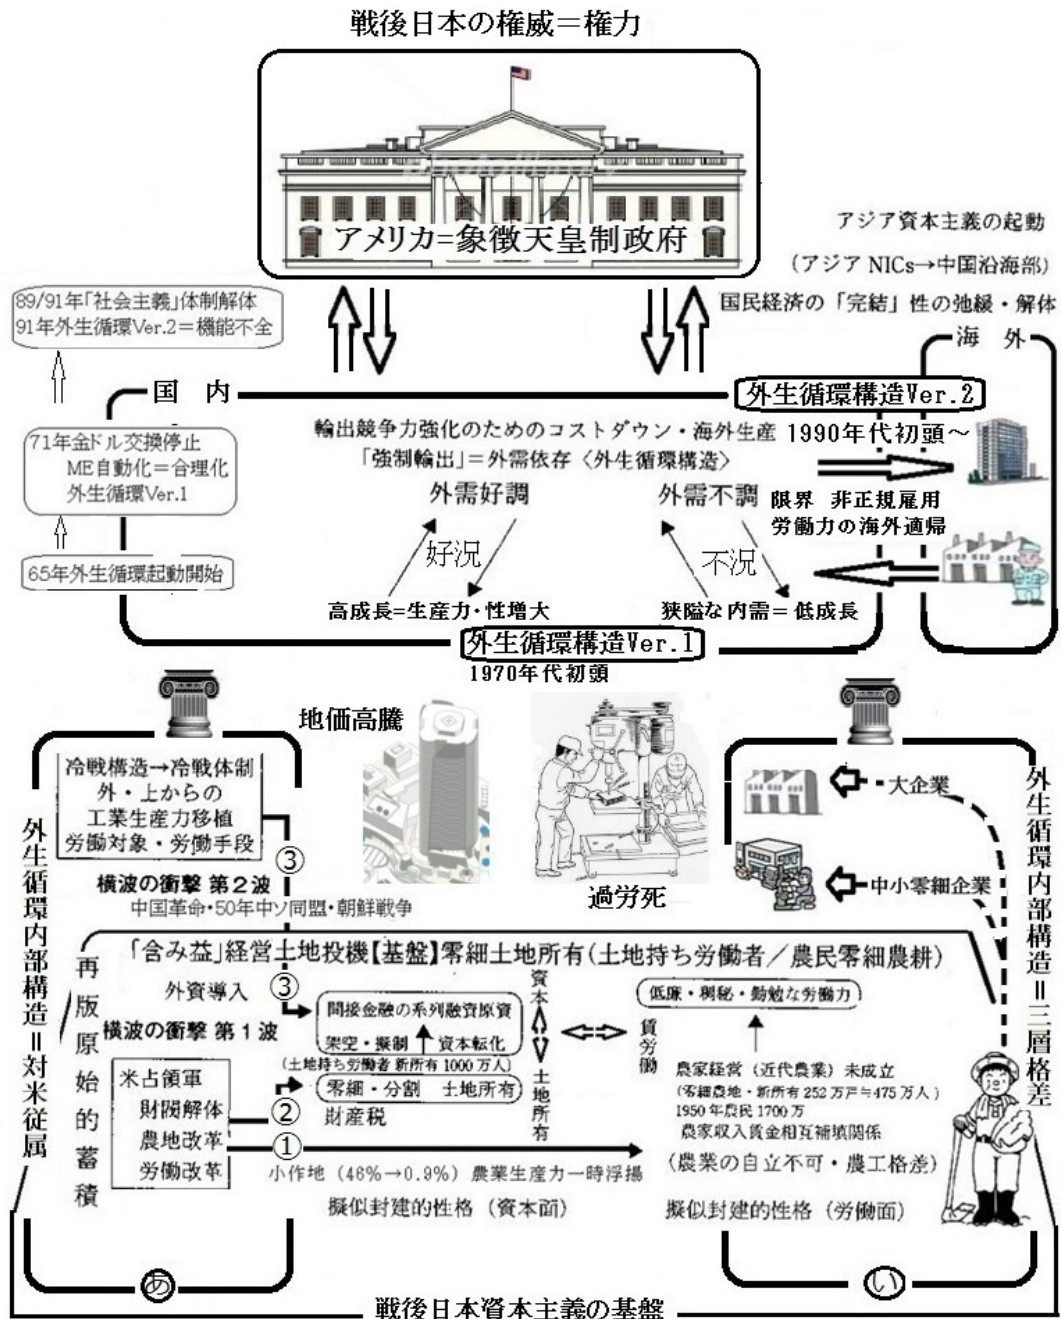 戦後日本の権威＝権力
アメリカ=象徴天皇制政府
アジア資本主義の起動
(アジア NICs→中国沿海部)
国民経済の「完結」性の弛緩・解体
89/91年「社会主義」体制解体
91年外生循環Ver.2＝機能不全
海 外
国 内
外生循環構造Ver.2
71年金ドル交換停止
ME自動化＝合理化
外生循環Ver.1
65年外生循環起動開始
輸出競争力強化のためのコストダウン・海外生産
1990年代初頭～
「強制輸出」＝外需依存〈外生循環構造〉
外需好調
外需不調
限界 非正規雇用
労働力の海外適帰
好況
不況
高成長=生産力・性増大
狭隘な内需＝低成長
外生循環構造Ver.1
1970年代初頭
地価高騰
過労死
冷戦構造→冷戦体制
外・上からの
工業生産力移植
労働対象・労働手段
③
大企業
中小零細企業
外生循環内部構造＝対米従属
外生循環内部構造＝三層格差
横波の衝撃 第２波
中国革命・50年中ソ同盟・朝鮮戦争
「含み益」経営土地投機【基盤】零細土地所有(土地持ち労働者／農民零細農耕)
再版原始的蓄積
外資導入
③
横波の衝撃 第１波
間接金融の系列融資原資
架空・擬制 資本転化
(土地持ち労働者 新所有 1000万人)
零細・分割 土地所有
財産税
資本
土地所有
賃労働
低廉・稠秘・勤勉な労働力
米占領軍
財閥解体
農地改革
労働改革
②
①
農家経営（近代農業）未成立
(零細農地・新所有 252万戸≒475万人)
1950年農民1700万
農家収入賃金相互補填関係
(農業の自立不可・農工格差)
小作地（46%→0.9%）農業生産力一時浮揚
擬似封建的性格（資本面）
擬似封建的性格（労働面）
あ
い
戦後日本資本主義の基盤